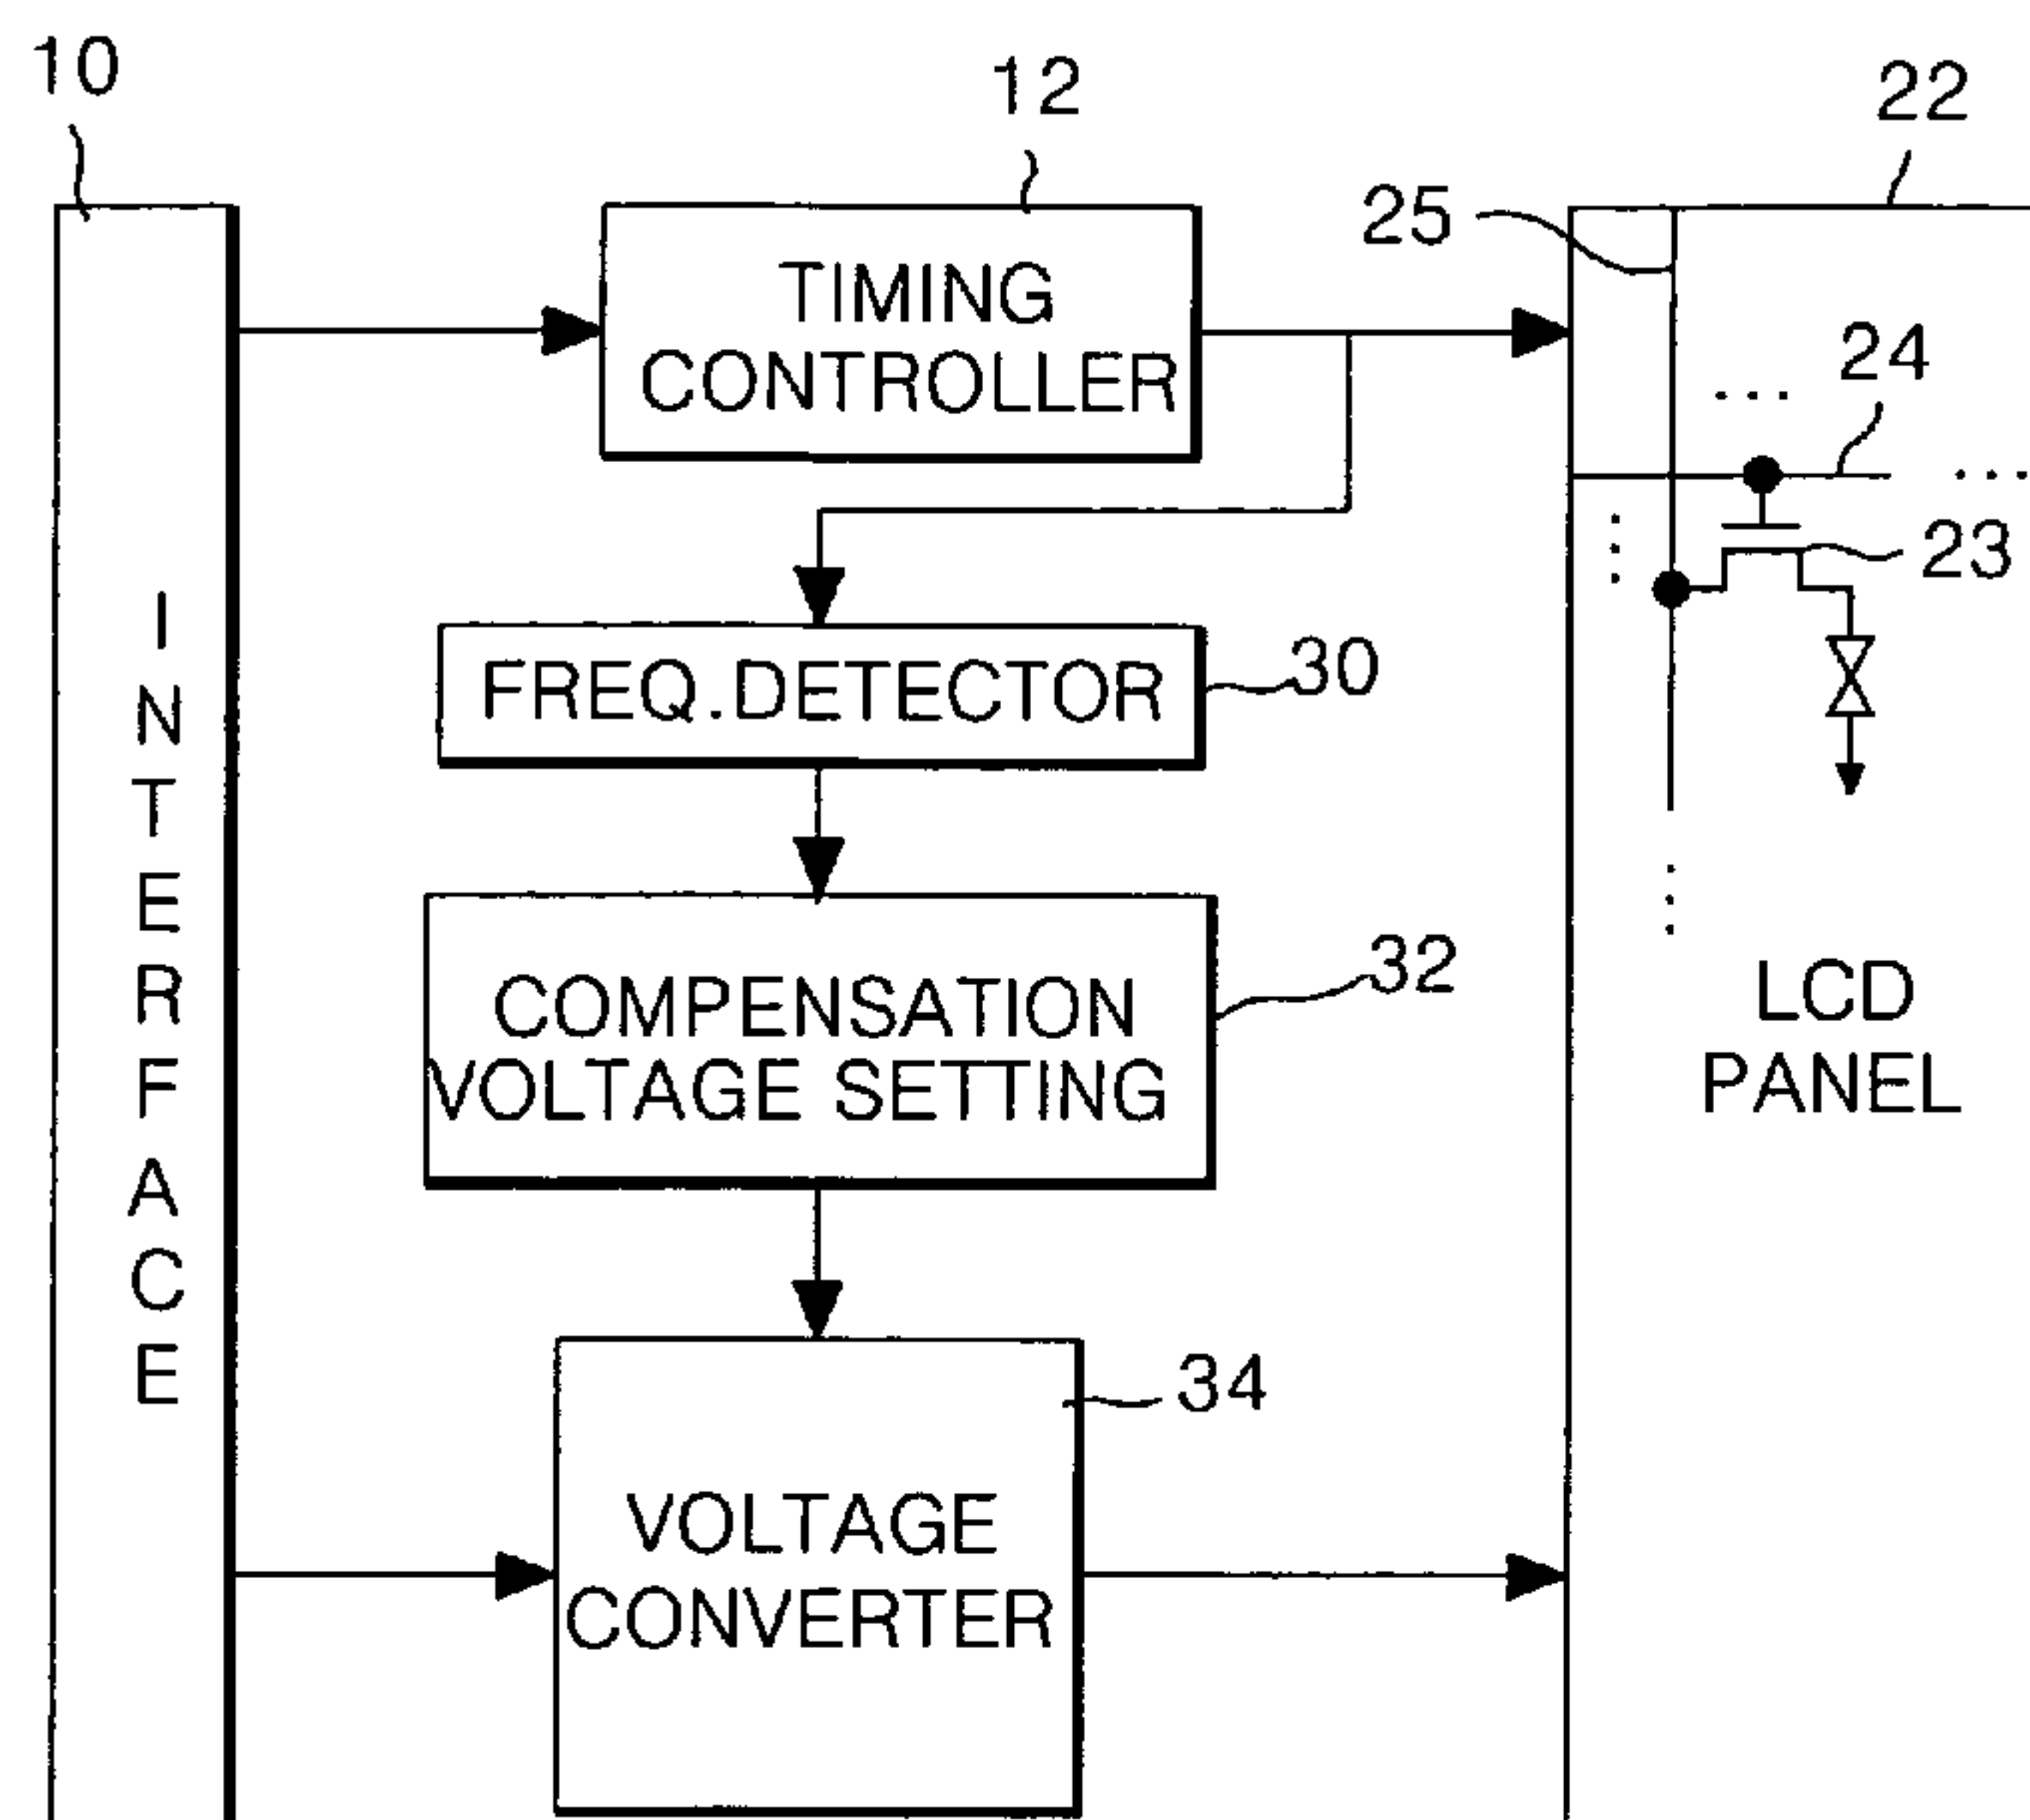 10
12
22
25
TIMING
CONTROLLER
24
23
FREQ.DETECTOR
30
INTERFACE
COMPENSATION
VOLTAGE SETTING
32
LCD
PANEL
34
VOLTAGE
CONVERTER